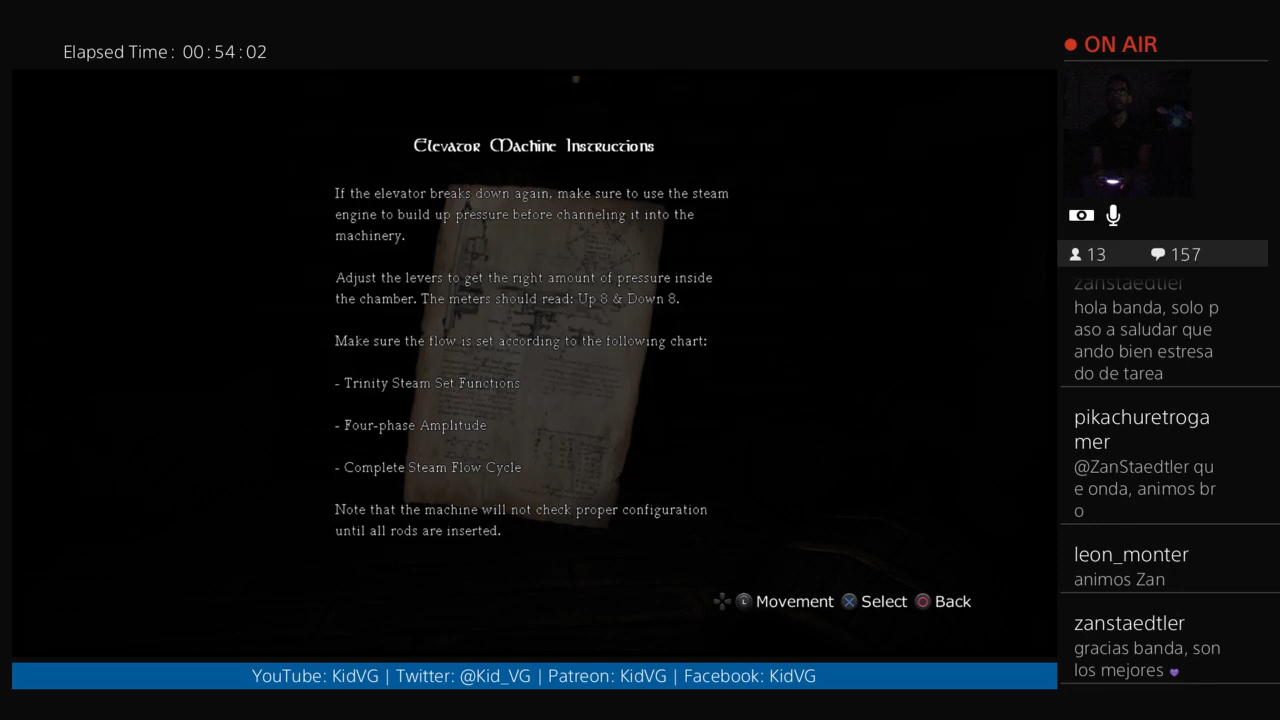 Elapsed Time: 00:54:02
ON AIR
Elevator Machine Instructions
If the elevator breaks down again, make sure to use the steam
engine to build up pressure before channeling it into the
machinery.
Adjust the levers to get the right amount of pressure inside
the chamber. The meters should read: Up 8 & Down 8.
Make sure the flow is set according to the following chart:
- Trinity Steam Set Functions
- Four-phase Amplitude
- Complete Steam Flow Cycle
Note that the machine will not check proper configuration
until all rods are inserted.
L Movement Select Back
YouTube: KidVG | Twitter: @Kid_VG | Patreon: KidVG | Facebook: KidVG
13 157
zanstaedtler
hola banda, solo p
aso a saludar que
ando bien estresa
do de tarea
pikachuretroga
mer
@ZanStaedtler qu
e onda, animos br
o
leon_monter
animos Zan
zanstaedtler
gracias banda, son
los mejores